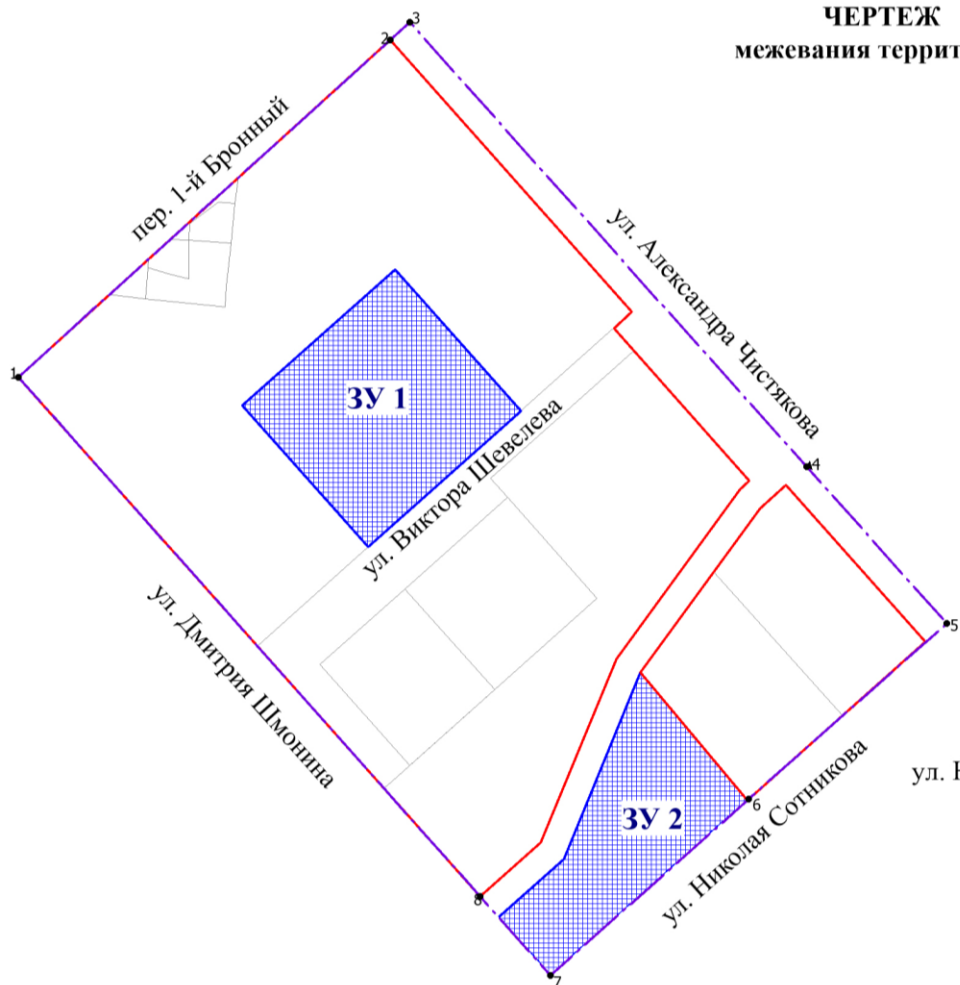 ЧЕРТЕЖ
межевания террит
3
2
пер. 1-й Бронный
ул. Александра Чистякова
1
ЗУ 1
ул. Виктора Шевелева
4
ул. Дмитрия Шмонина
5
ул. Николая Сотникова
ул.
6
ЗУ 2
8
7